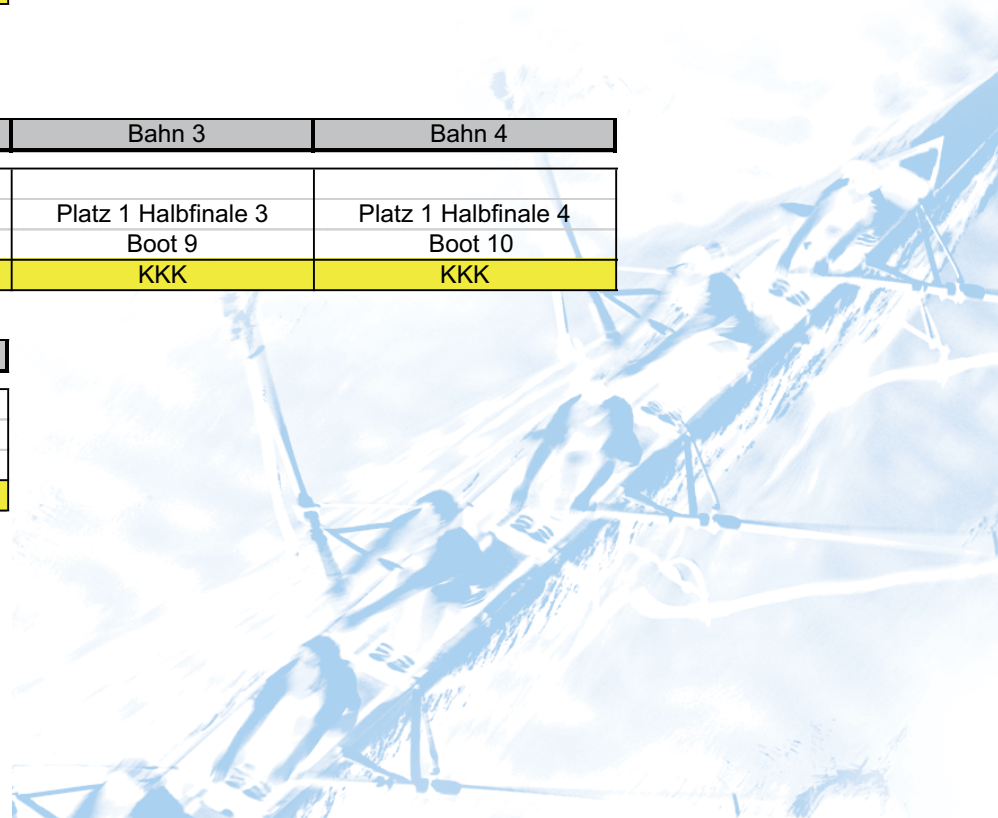 Bahn 3 Bahn 4
Platz 1 Halbfinale 3 Platz 1 Halbfinale 4
Boot 9 Boot 10
KKK KKK